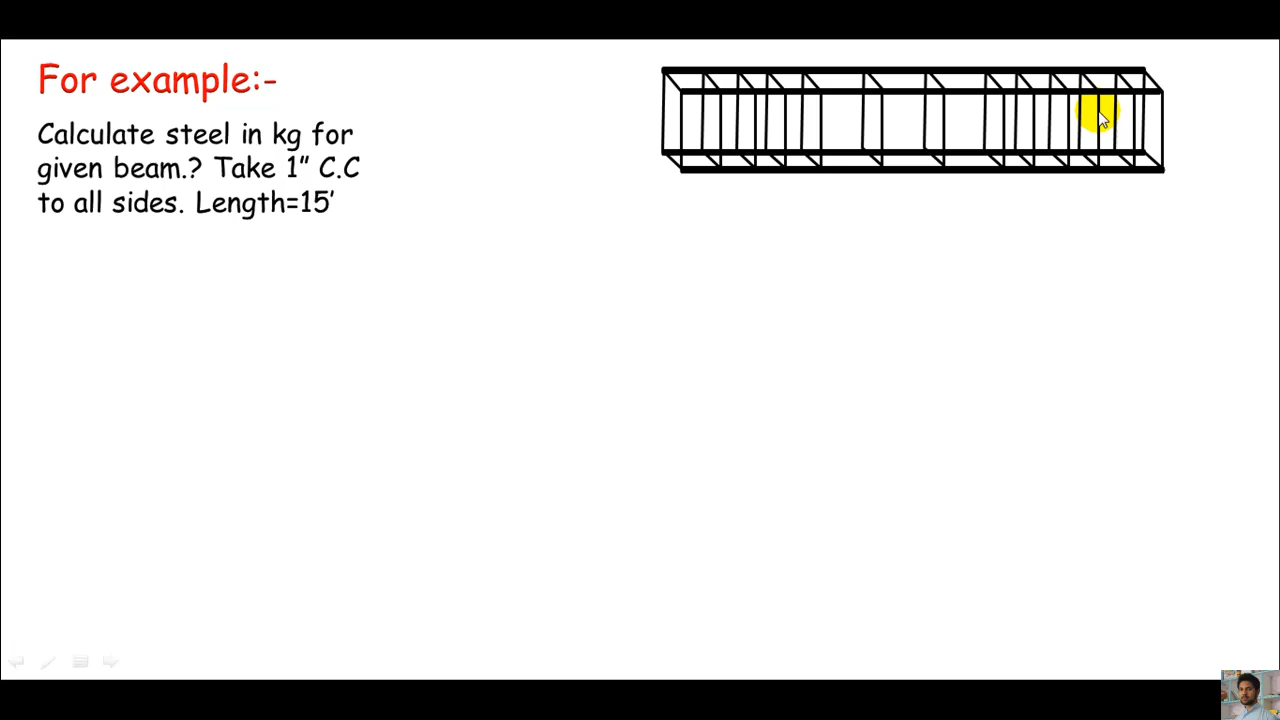 For example:-
Calculate steel in kg for
given beam.? Take 1” C.C
to all sides. Length=15’